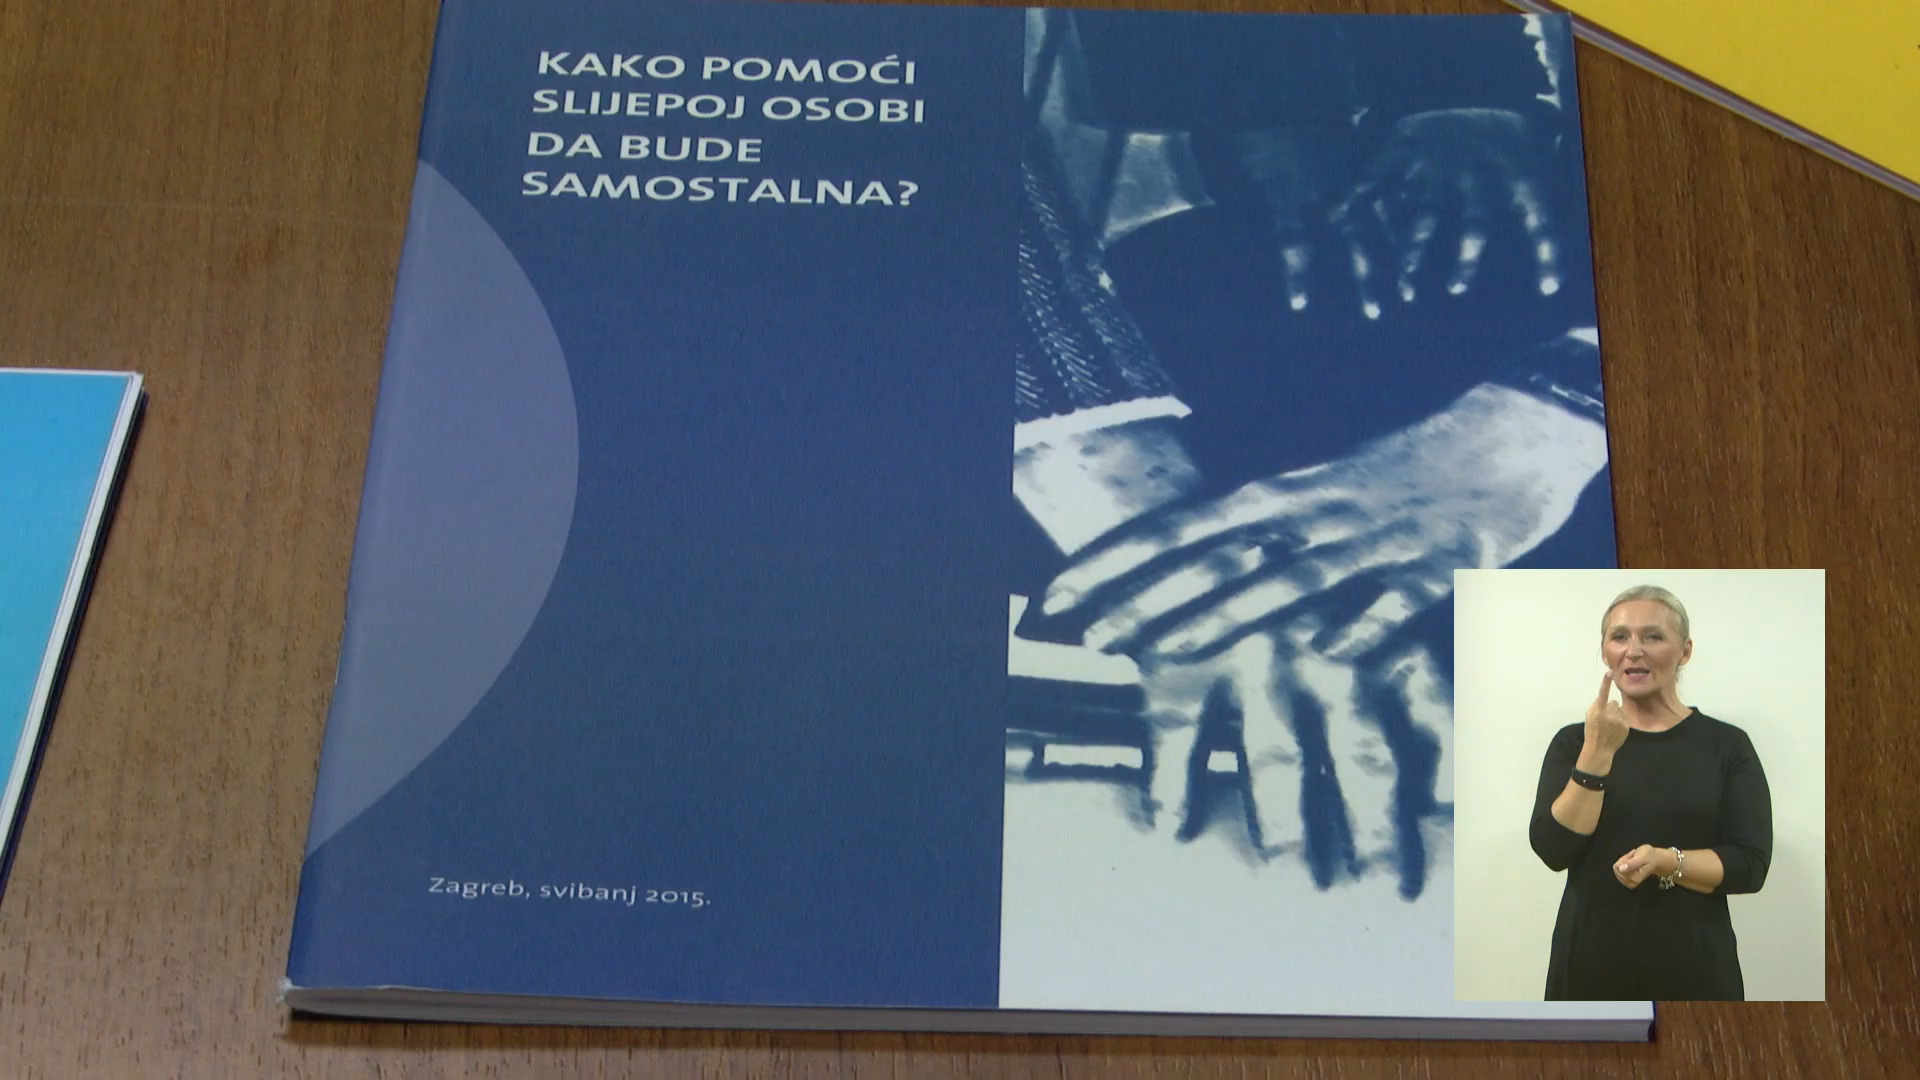 KAKO POMOĆI
SLIJEPOJ OSOBI
DA BUDE
SAMOSTALNA?
Zagreb, svibanj 2015.